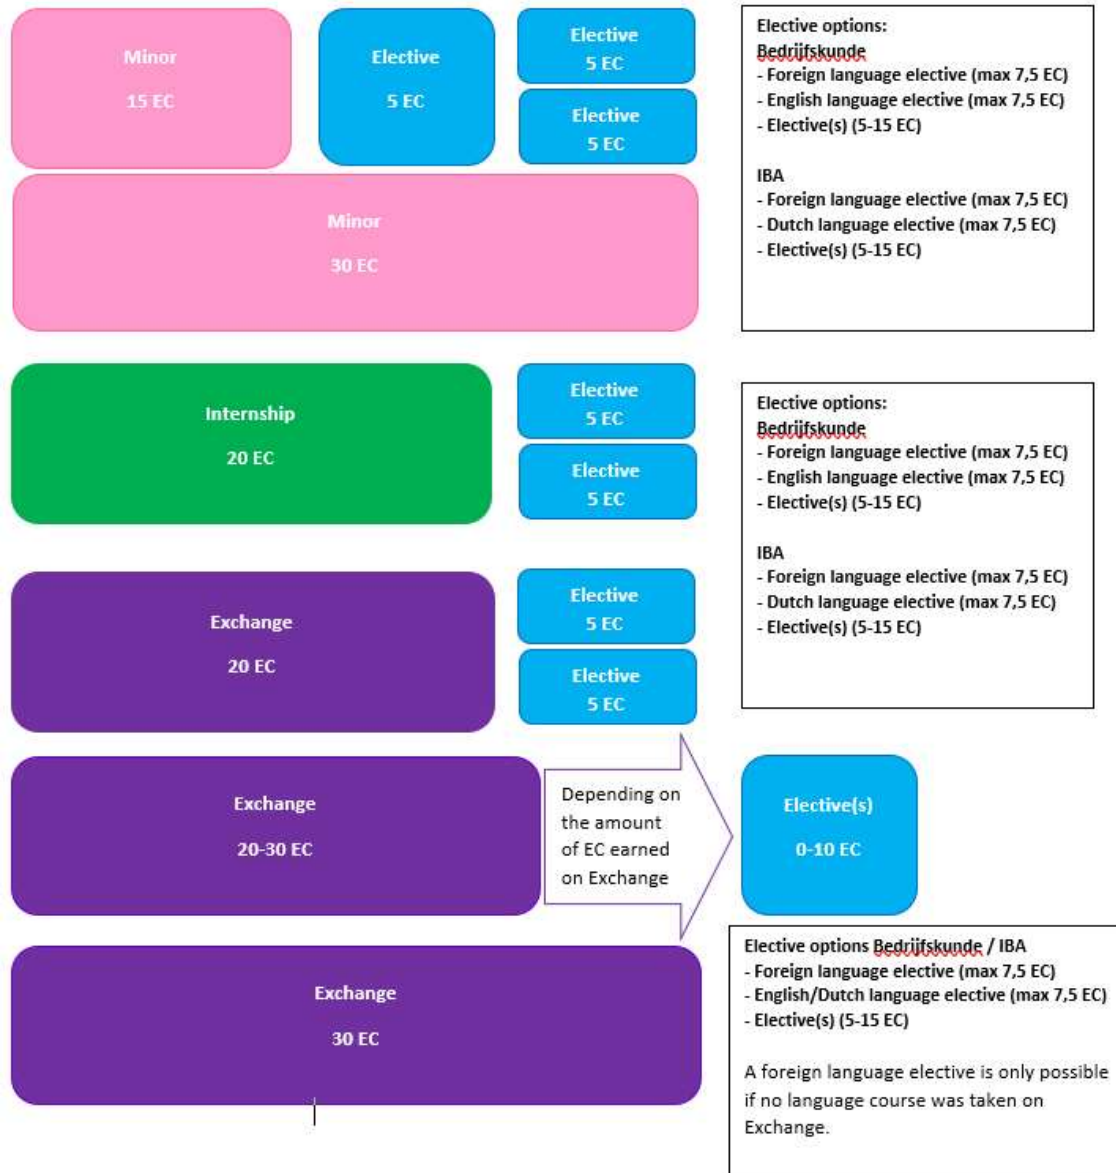 Minor
15 EC
Elective
5 EC
Elective
5 EC
Elective
5 EC
Elective options:
Bedrijfskunde
- Foreign language elective (max 7,5 EC)
- English language elective (max 7,5 EC)
- Elective(s) (5-15 EC)
IBA
- Foreign language elective (max 7,5 EC)
- Dutch language elective (max 7,5 EC)
- Elective(s) (5-15 EC)
Minor
30 EC
Internship
20 EC
Elective
5 EC
Elective
5 EC
Elective options:
Bedrijfskunde
- Foreign language elective (max 7,5 EC)
- English language elective (max 7,5 EC)
- Elective(s) (5-15 EC)
IBA
- Foreign language elective (max 7,5 EC)
- Dutch language elective (max 7,5 EC)
- Elective(s) (5-15 EC)
Exchange
20 EC
Elective
5 EC
Elective
5 EC
Exchange
20-30 EC
Depending on
the amount
of EC earned
on Exchange
Elective(s)
0-10 EC
Exchange
30 EC
Elective options Bedrijfskunde / IBA
- Foreign language elective (max 7,5 EC)
- English/Dutch language elective (max 7,5 EC)
- Elective(s) (5-15 EC)
A foreign language elective is only possible
if no language course was taken on
Exchange.